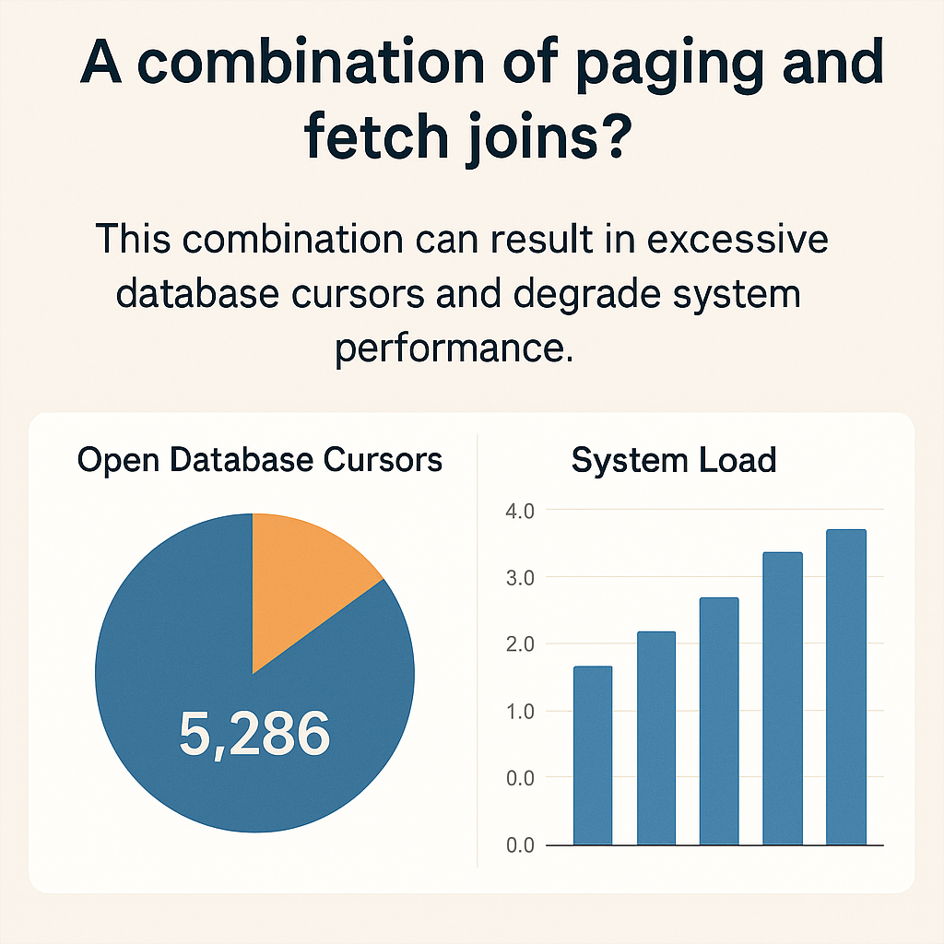 A combination of paging and
fetch joins?
This combination can result in excessive
database cursors and degrade system
performance.
Open Database Cursors
5,286
System Load
4.0
3.0
2.0
1.0
0.0
0.0